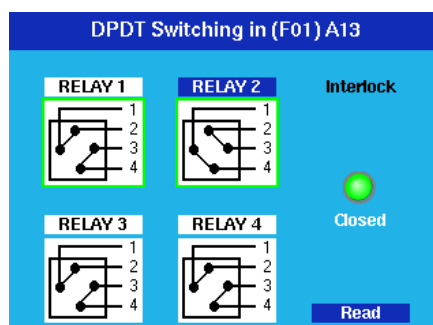 DPDT Switching in (F01) A13
RELAY 1
RELAY 2
Interlock
1
2
3
4
1
2
3
4
Closed
RELAY 3
RELAY 4
1
2
3
4
1
2
3
4
Read